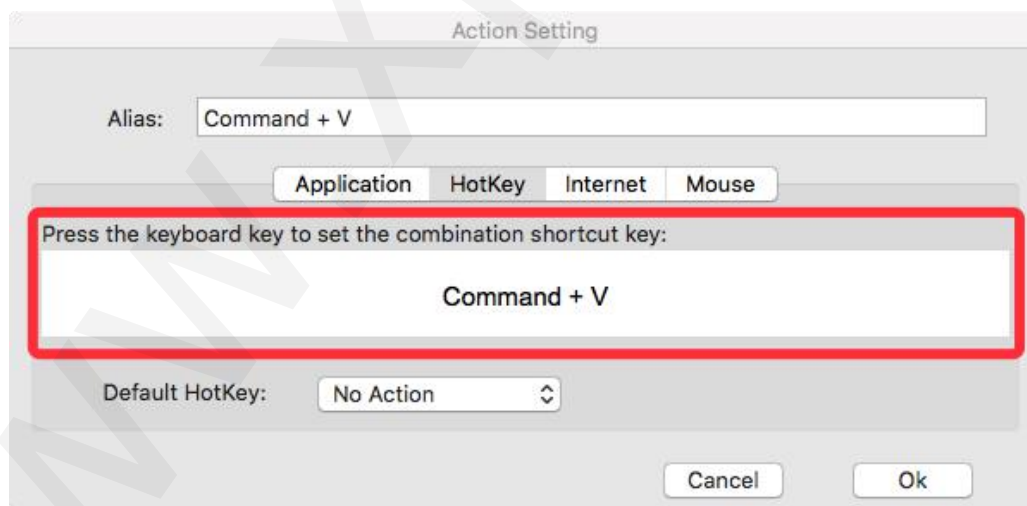 Action Setting
Alias: Command + V
Application HotKey Internet Mouse
Press the keyboard key to set the combination shortcut key:
Command + V
Default HotKey: No Action
Cancel Ok